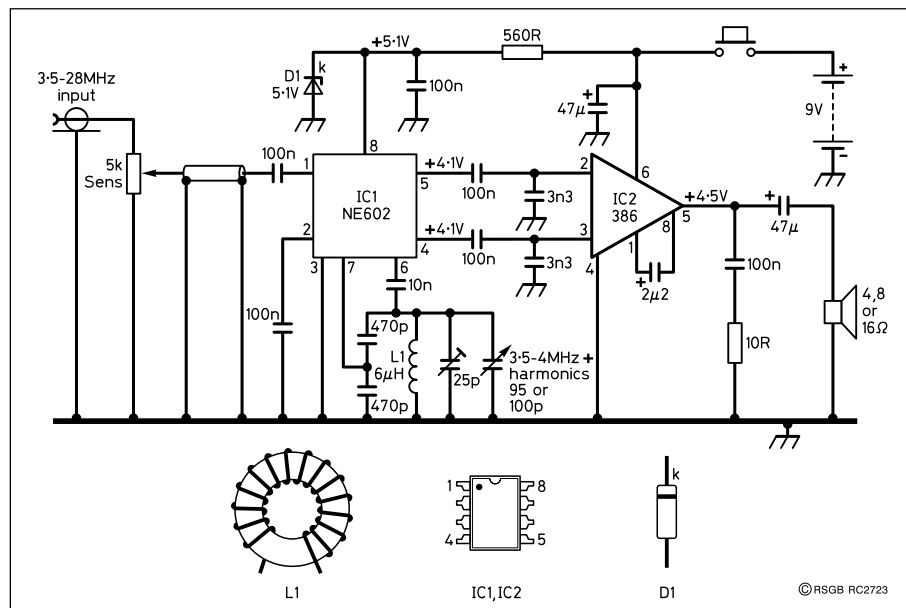 3·5-28MHz
input
5k
Sens
100n
D1
5·1V
k
+5·1V
100n
560R
47µ
+
+
9V
−
1
8
5
+4·1V
100n
3n3
IC1
NE602
2
4
+4·1V
100n
3n3
3
7
6
100n
10n
470p
L1
6µH
470p
25p
3·5-4MHz +
harmonics
95 or
100p
2
3
6
IC2
386
5
+4·5V
1
8
4
+
2µ2
+
47µ
100n
10R
4,8
or
16Ω
L1
1
8
4
5
IC1,IC2
k
D1
© RSGB RC2723